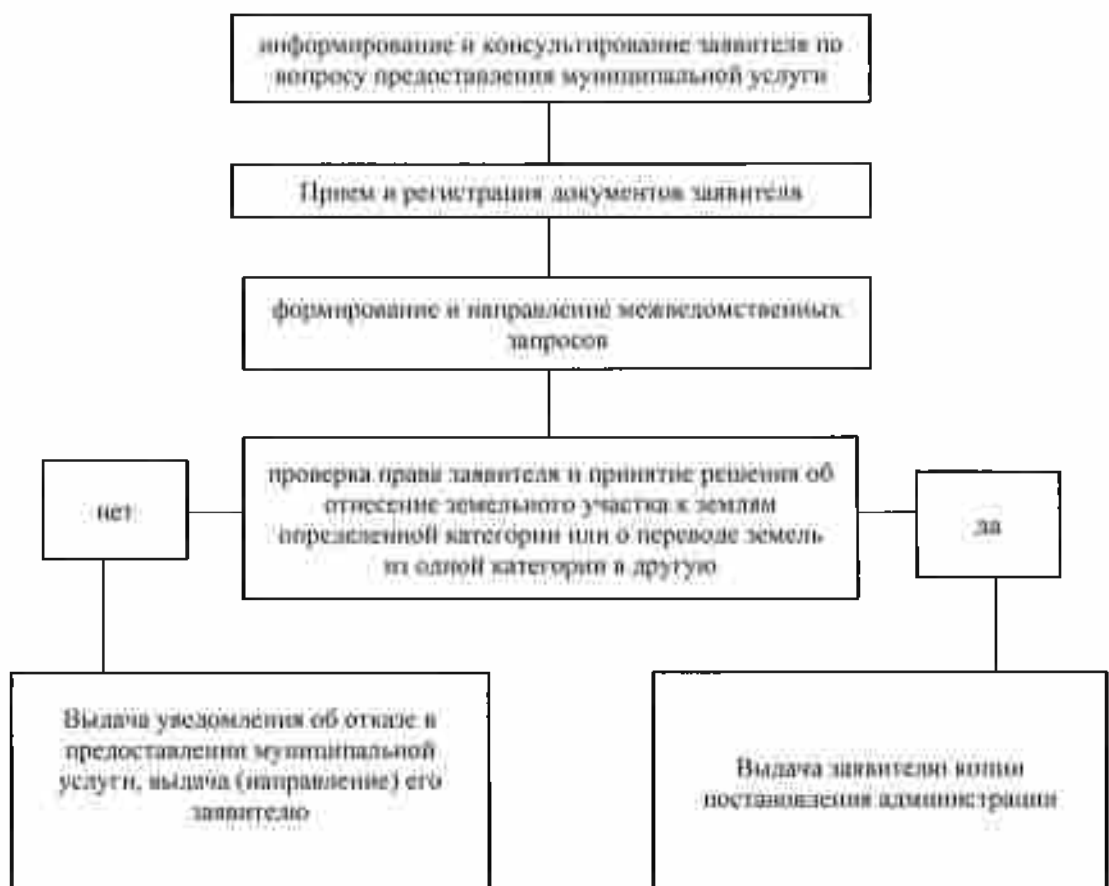 информирование и консультирование заявителя по
вопросу предоставления муниципальной услуги
Прием и регистрация документов заявителя
формирование и направление межведомственных
запросов
проверка права заявителя и принятие решения об
отнесение земельного участка к землям
определенной категории или о переводе земель
из одной категории в другую
нет
да
Выдача уведомления об отказе в
предоставлении муниципальной
услуги, выдача (направление) его
заявителю
Выдача заявителю копии
постановления администрации